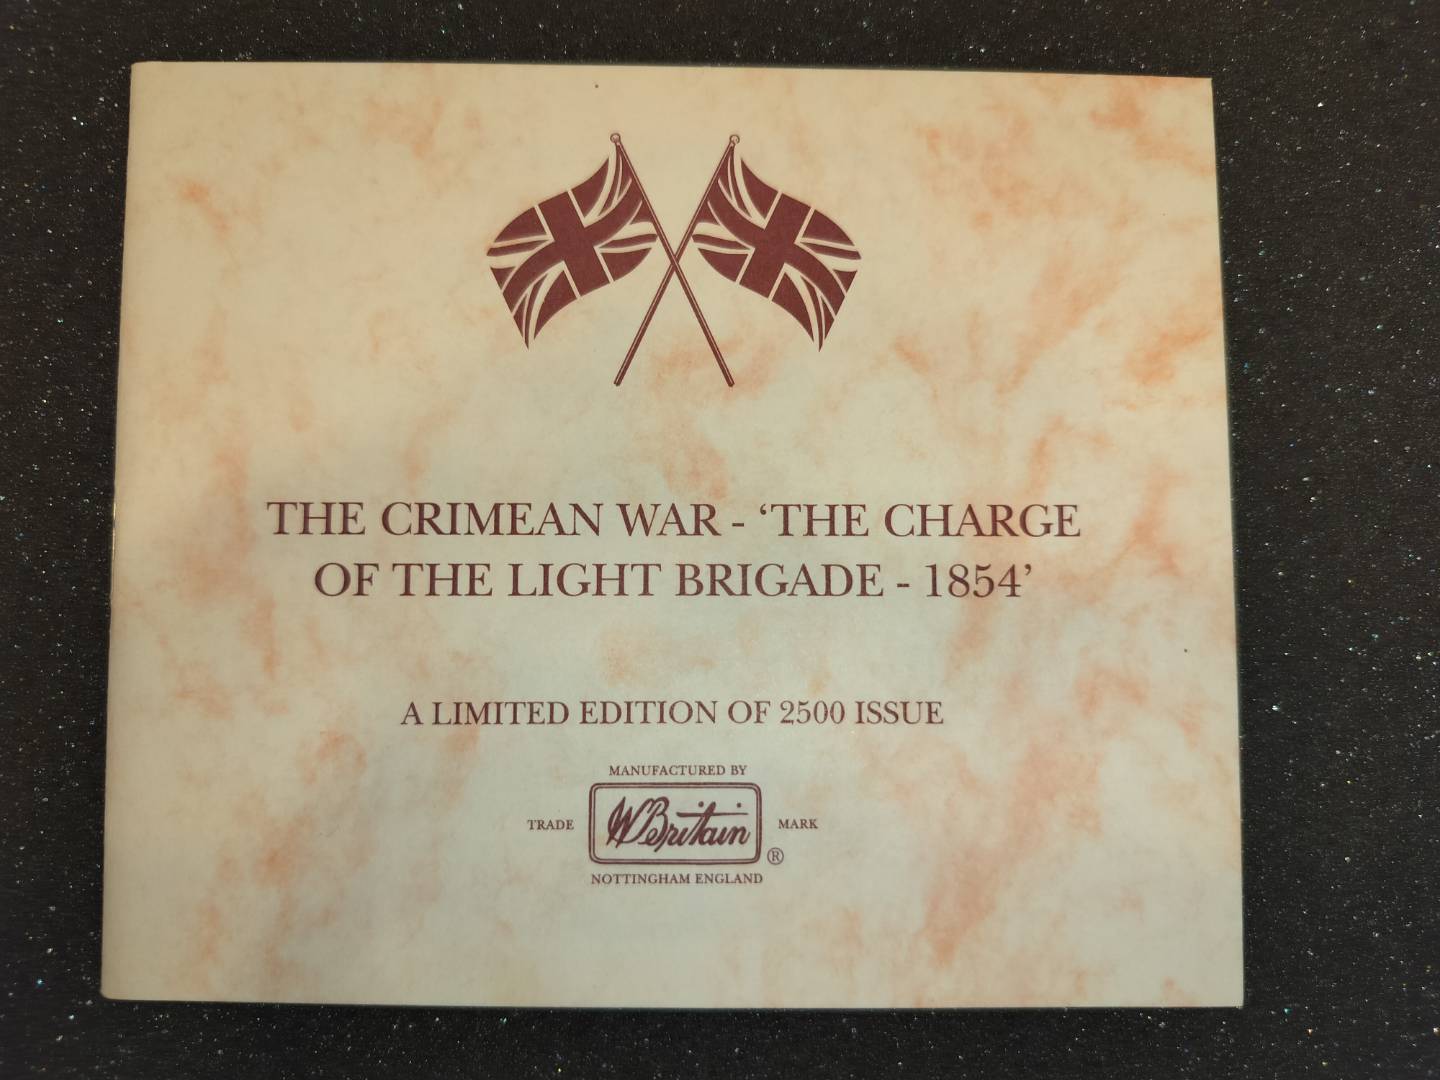 THE CRIMEAN WAR - ‘THE CHARGE
OF THE LIGHT BRIGADE - 1854’
A LIMITED EDITION OF 2500 ISSUE
MANUFACTURED BY
TRADE W Britain MARK
®
NOTTINGHAM ENGLAND